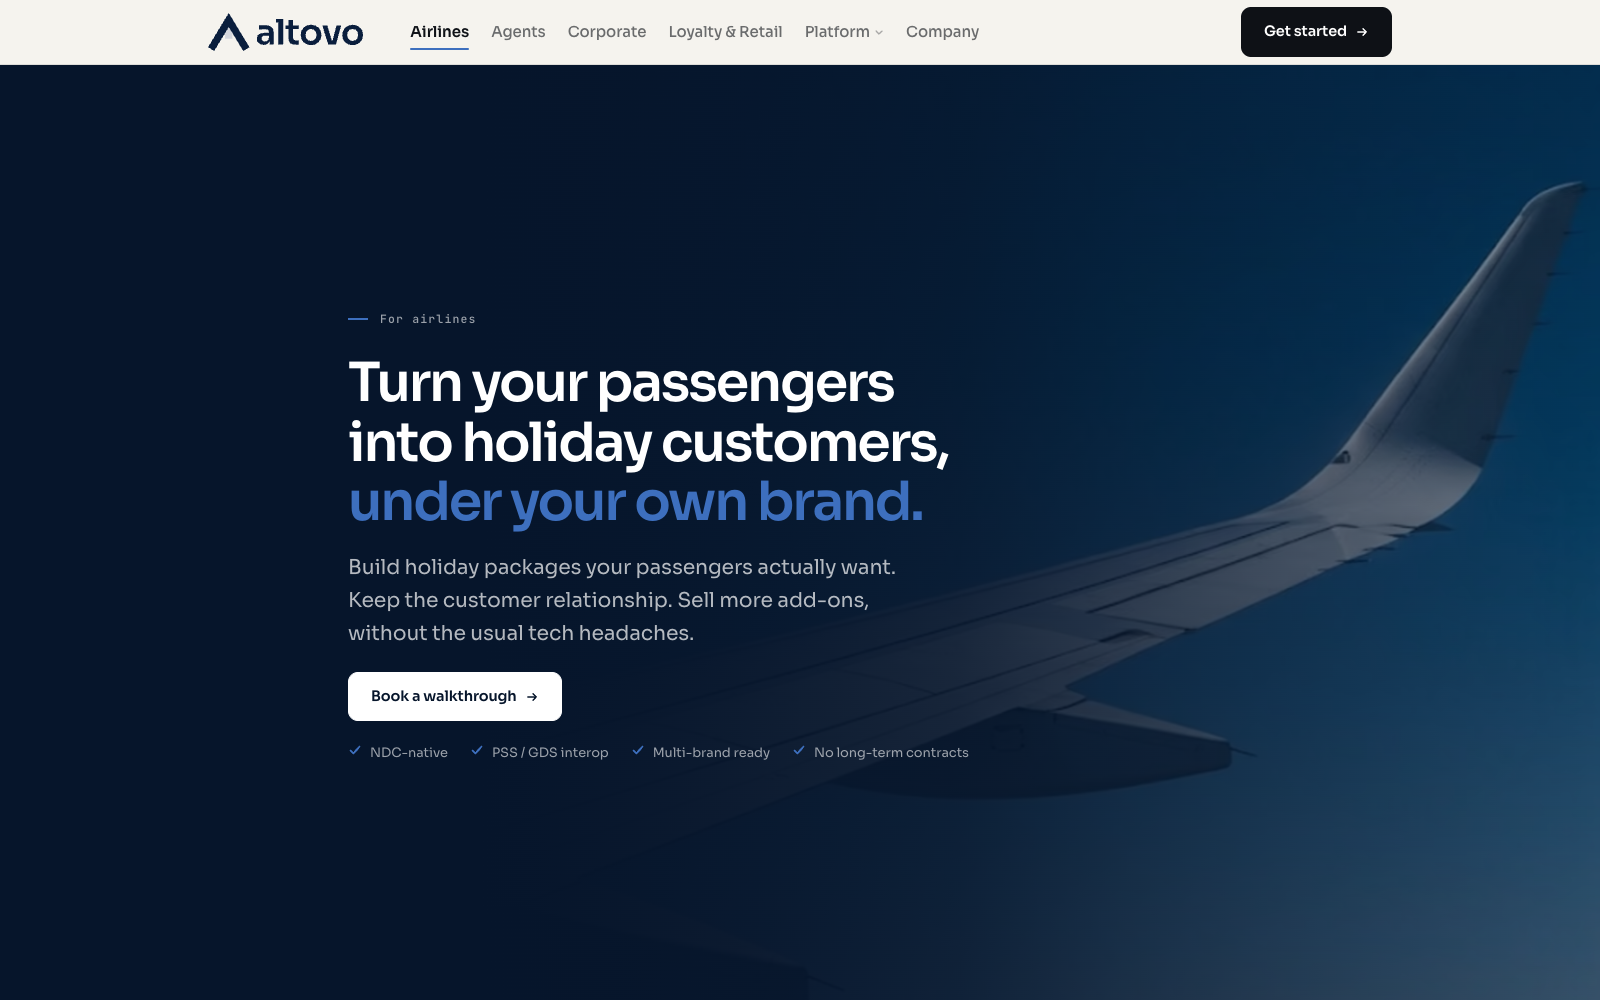 altovo
Airlines Agents Corporate Loyalty & Retail Platform Company
Get started →
For airlines
Turn your passengers
into holiday customers,
under your own brand.
Build holiday packages your passengers actually want.
Keep the customer relationship. Sell more add-ons,
without the usual tech headaches.
Book a walkthrough →
NDC-native PSS / GDS interop Multi-brand ready No long-term contracts